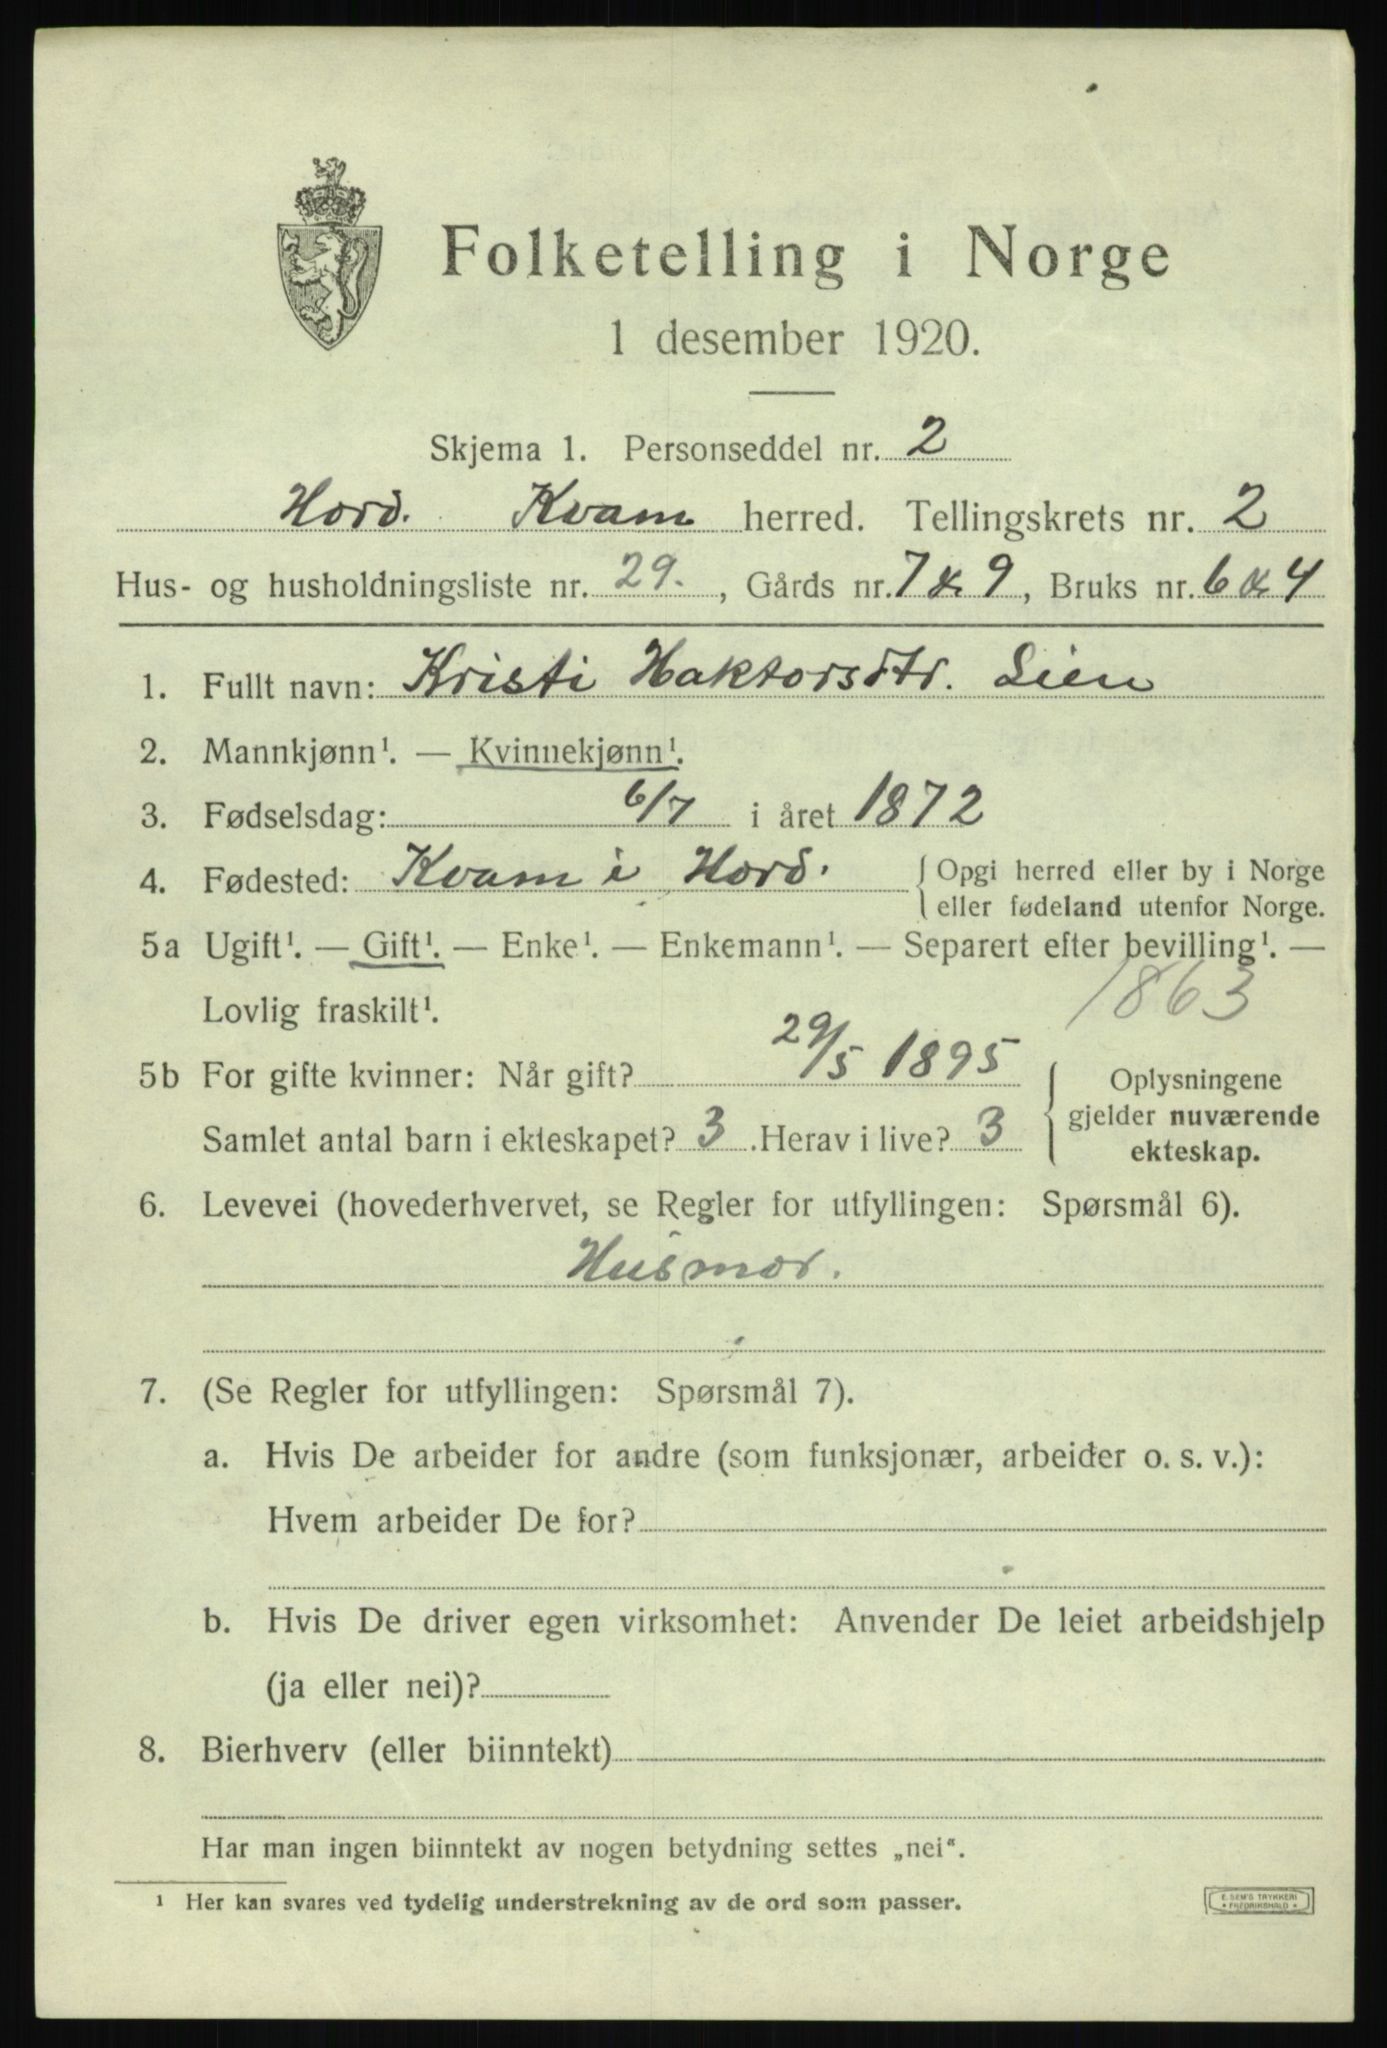 Folketelling i Norge
1 desember 1920.
Skjema 1. Personseddel nr. 2
Hord. Kvam herred. Tellingskrets nr. 2
Hus- og husholdningsliste nr. 29. , Gårds nr. 7 & 9, Bruks nr. 6 & 4
1. Fullt navn: Kristi Haktorsdtr. Lien
2. Mannkjønn¹. — Kvinnekjønn¹.
3. Fødselsdag: 6/7 i året 1872
4. Fødested: Kvam i Hord. { Opgi herred eller by i Norge
eller fødeland utenfor Norge.
5a Ugift¹. — Gift¹. — Enke¹. — Enkemann¹. — Separert efter bevilling¹. —
Lovlig fraskilt¹. 1863
5b For gifte kvinner: Når gift? 29/5 1895 { Oplysningene
gjelder nuværende
Samlet antal barn i ekteskapet? 3 . Herav i live? 3 ekteskap.
6. Levevei (hovederhvervet, se Regler for utfyllingen: Spørsmål 6).
Husmor.
7. (Se Regler for utfyllingen: Spørsmål 7).
a. Hvis De arbeider for andre (som funksjonær, arbeider o. s. v.):
Hvem arbeider De for?
b. Hvis De driver egen virksomhet: Anvender De leiet arbeidshjelp
(ja eller nei)?
8. Bierhverv (eller biinntekt)
Har man ingen biinntekt av nogen betydning settes „nei“.
¹ Her kan svares ved tydelig understrekning av de ord som passer.
E. SEM'S TRYKKERI
* FREDRIKSHALD *